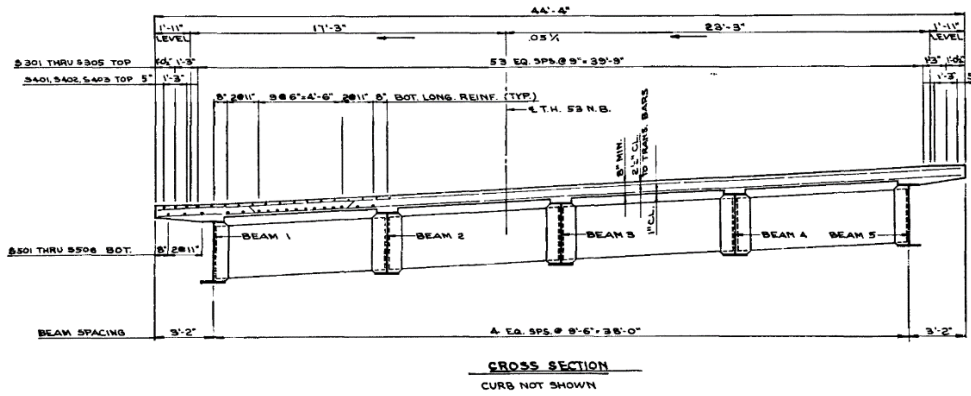 44'-4"
1'-11" 17'-3" 23'-3" 1'-11"
LEVEL .03 1/1 LEVEL
S301 THRU S305 TOP 1'-3" 53 EQ. SPS. @ 9" = 39'-9" 1'-3"
S401, S402, S403 TOP 5" 1'-3" 1'-3"
8" 2@11" 9@6"=4'-6" 2@11" 8" BOT. LONG. REINF. (TYP.)
℄ T.H. 53 N.B.
8" MIN.
2½" CL.
TO TRANS. BARS
1" CL.
BEAM 1 BEAM 2 BEAM 3 BEAM 4 BEAM 5
S501 THRU S506 BOT. 8" 2@11"
BEAM SPACING 3'-2" 4 EQ. SPS. @ 9'-6" = 38'-0" 3'-2"
CROSS SECTION
CURB NOT SHOWN